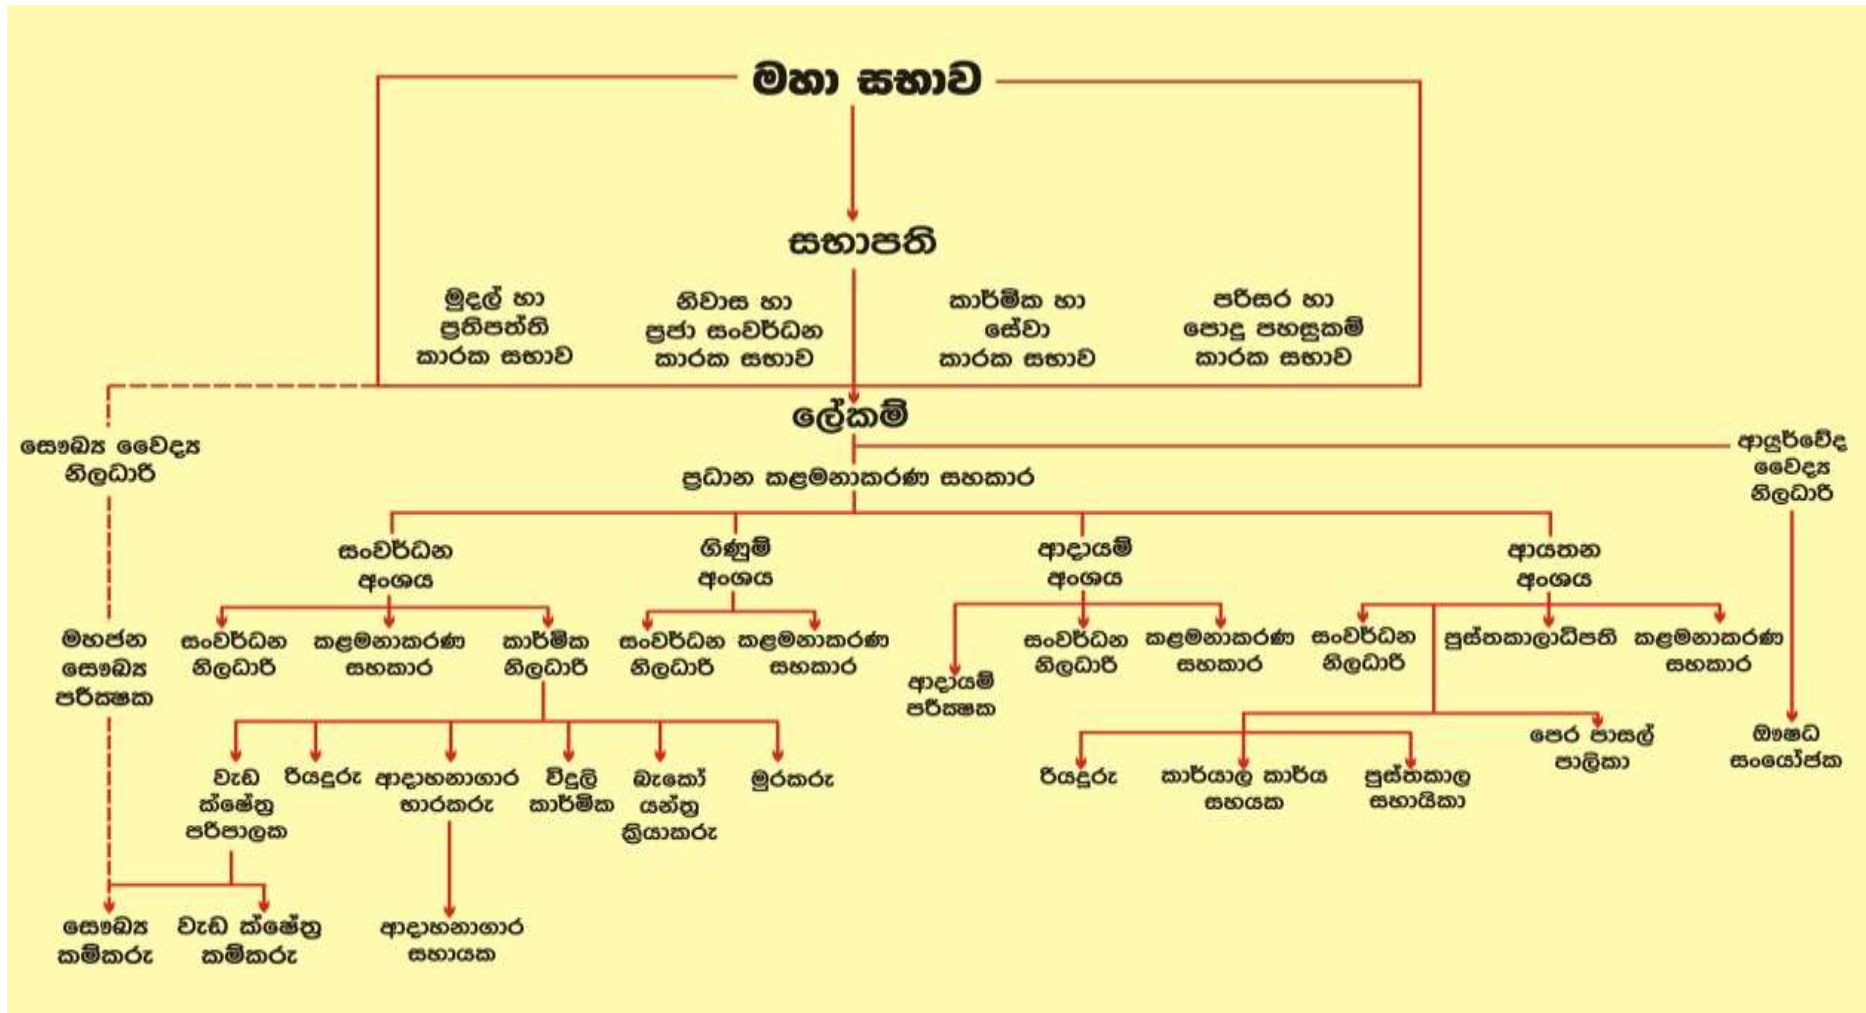 මහා සභාව
සභාපති
මුදල් හා
ප්‍රතිපත්ති
කාරක සභාව
නිවාස හා
ප්‍රජා සංවර්ධන
කාරක සභාව
කාර්මික හා
සේවා
කාරක සභාව
පරිසර හා
පොදු පහසුකම්
කාරක සභාව
ලේකම්
සෞඛ්‍ය වෛද්‍ය
නිලධාරී
ආයුර්වේද
වෛද්‍ය
නිලධාරී
ප්‍රධාන කළමනාකරණ සහකාර
සංවර්ධන
අංශය
ගිණුම්
අංශය
ආදායම්
අංශය
ආයතන
අංශය
මහජන
සෞඛ්‍ය
පරීක්‍ෂක
සංවර්ධන
නිලධාරී
කළමනාකරණ
සහකාර
කාර්මික
නිලධාරී
සංවර්ධන
නිලධාරී
කළමනාකරණ
සහකාර
ආදායම්
පරීක්‍ෂක
සංවර්ධන
නිලධාරී
කළමනාකරණ
සහකාර
සංවර්ධන
නිලධාරී
පුස්තකාලාධිපති
කළමනාකරණ
සහකාර
වැඩ
ක්ෂේත්‍ර
පරිපාලක
රියදුරු
ආදාහනාගාර
භාරකරු
විදුලි
කාර්මික
බැකෝ
යන්ත්‍ර
ක්‍රියාකරු
මුරකරු
රියදුරු
කාර්යාල කාර්ය
සහයක
පුස්තකාල
සහායිකා
පෙර පාසල්
පාලිකා
ඖෂධ
සංයෝජක
සෞඛ්‍ය
කම්කරු
වැඩ ක්ෂේත්‍ර
කම්කරු
ආදාහනාගාර
සහායක